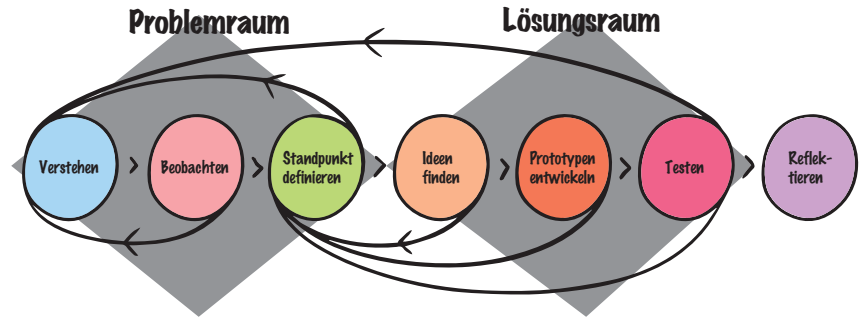 Problemraum
Lösungsraum
Verstehen
Beobachten
Standpunkt
definieren
Ideen
finden
Prototypen
entwickeln
Testen
Reflek-
tieren